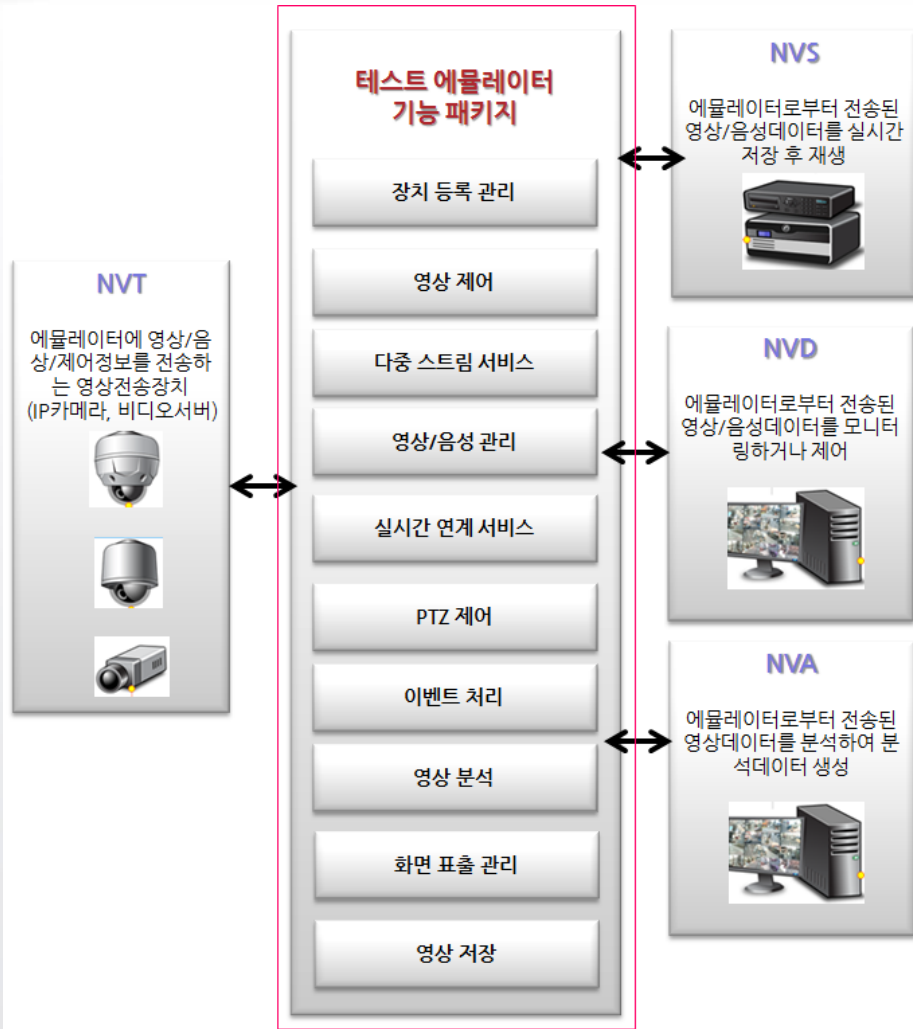 테스트 에뮬레이터
기능 패키지
장치 등록 관리
영상 제어
다중 스트림 서비스
영상/음성 관리
실시간 연계 서비스
PTZ 제어
이벤트 처리
영상 분석
화면 표출 관리
영상 저장
NVT
에뮬레이터에 영상/음
상/제어정보를 전송하
는 영상전송장치
(IP카메라, 비디오서버)
NVS
에뮬레이터로부터 전송된
영상/음성데이터를 실시간
저장 후 재생
NVD
에뮬레이터로부터 전송된
영상/음성데이터를 모니터
링하거나 제어
NVA
에뮬레이터로부터 전송된
영상데이터를 분석하여 분
석데이터 생성